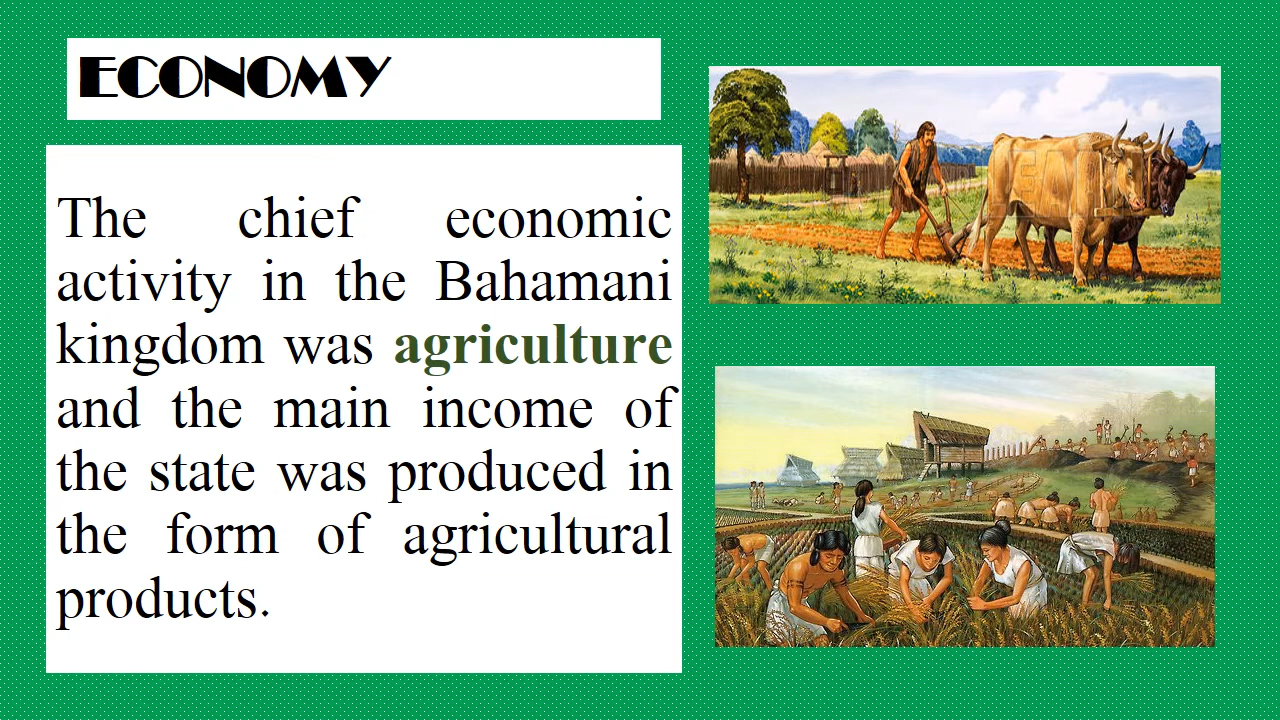 ECONOMY
The chief economic
activity in the Bahamani
kingdom was agriculture
and the main income of
the state was produced in
the form of agricultural
products.